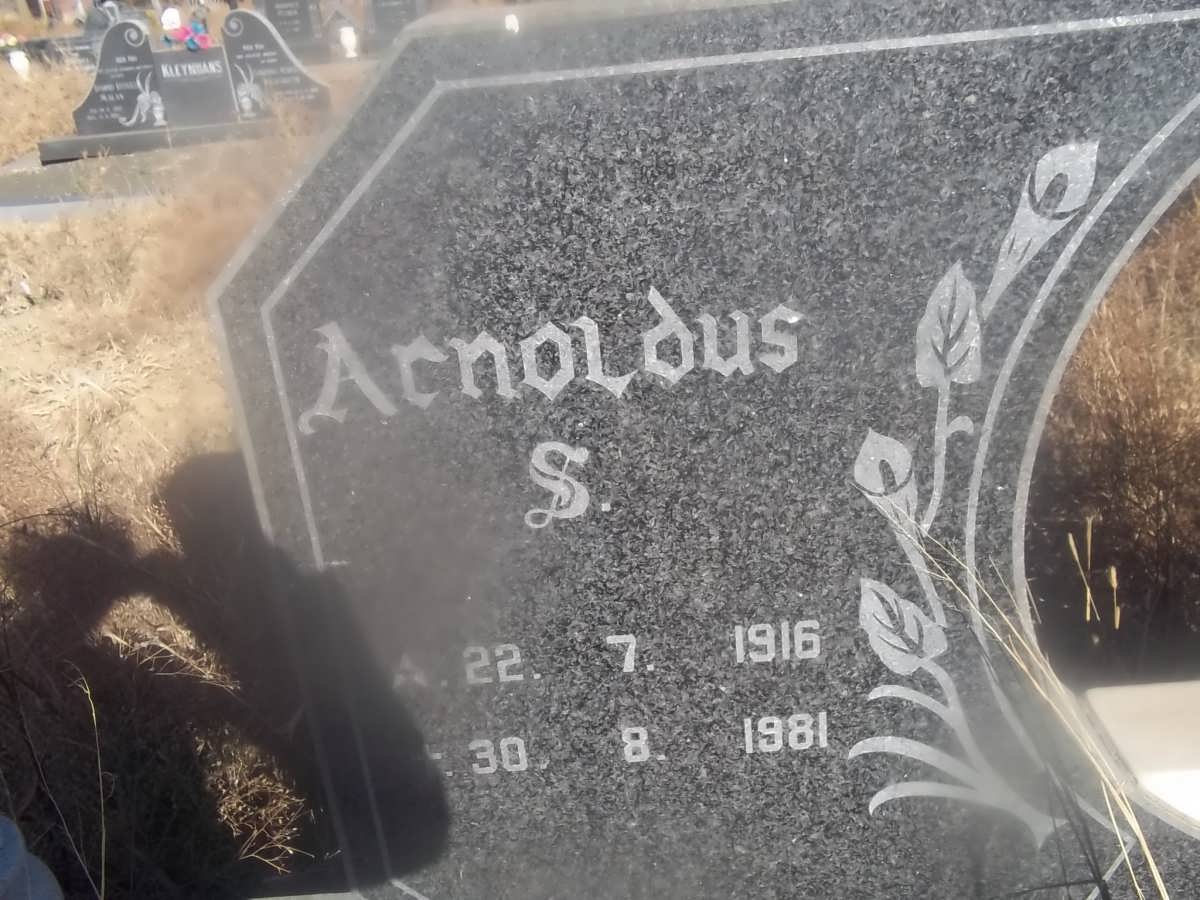 KLEYNHANS
Arnoldus
S.
22. 7. 1916
30. 8. 1981